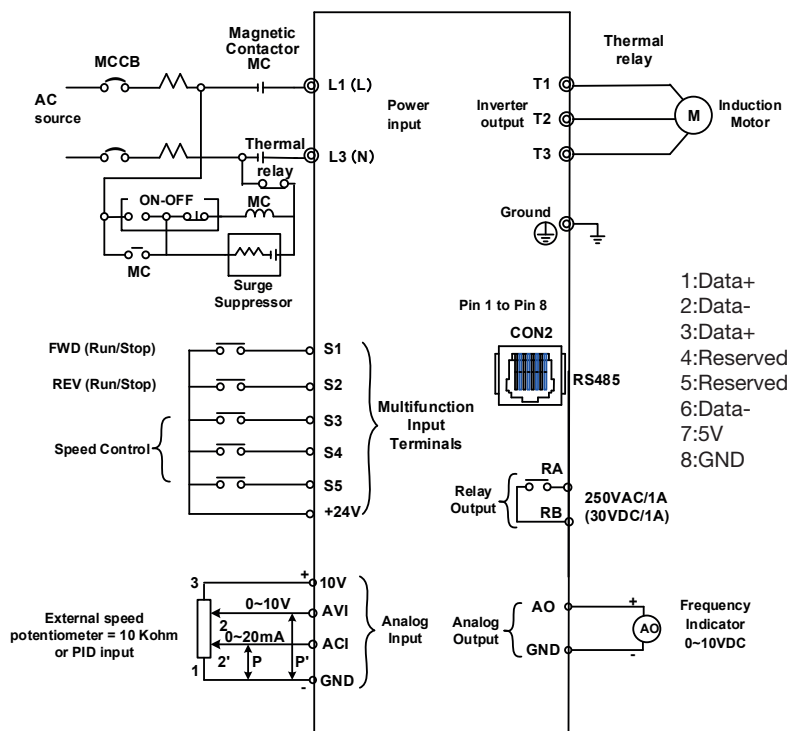 Magnetic
Contactor
MC
MCCB
AC
source
L1 (L)
Thermal
relay
L3 (N)
ON-OFF
MC
MC
Surge
Suppressor
Power
input
Inverter
output
T1
T2
T3
Thermal
relay
M
Induction
Motor
Ground
Pin 1 to Pin 8
CON2
RS485
1:Data+
2:Data-
3:Data+
4:Reserved
5:Reserved
6:Data-
7:5V
8:GND
FWD (Run/Stop)
REV (Run/Stop)
Speed Control
S1
S2
S3
S4
S5
+24V
Multifunction
Input
Terminals
Relay
Output
RA
RB
250VAC/1A
(30VDC/1A)
External speed
potentiometer = 10 Kohm
or PID input
3
2
2'
1
0~10V
0~20mA
P
P'
+
10V
AVI
ACI
-
GND
Analog
Input
Analog
Output
AO
GND
+
AO
-
Frequency
Indicator
0~10VDC